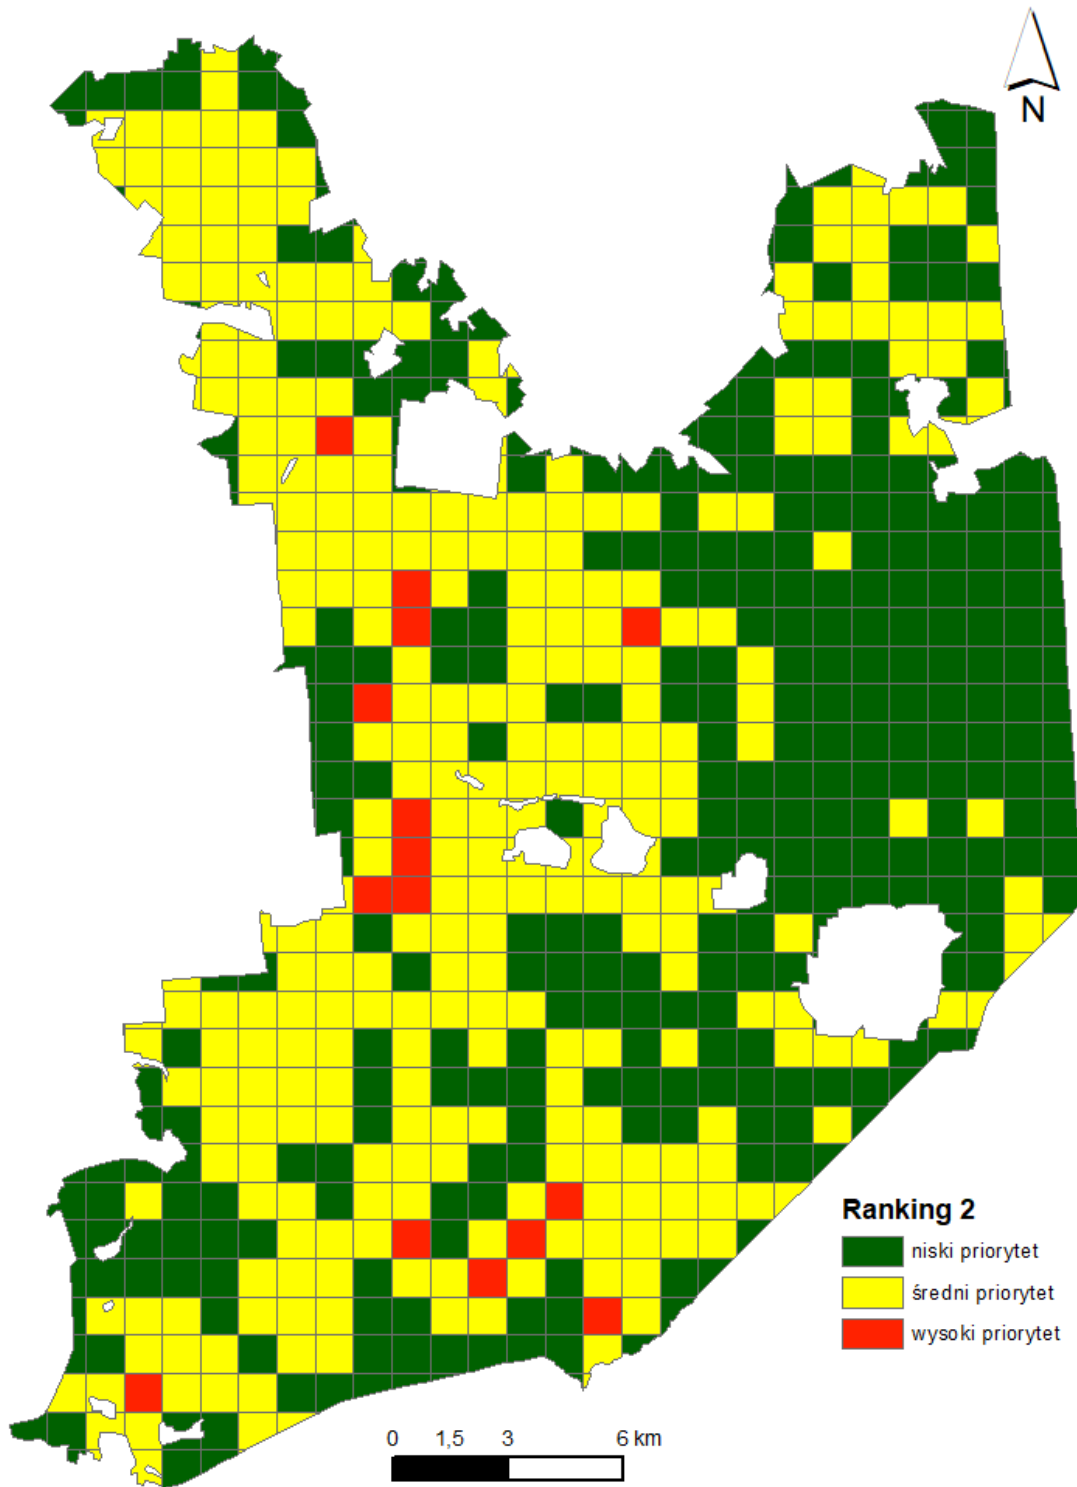 N
Ranking 2
niski priorytet
średni priorytet
wysoki priorytet
0 1,5 3 6 km